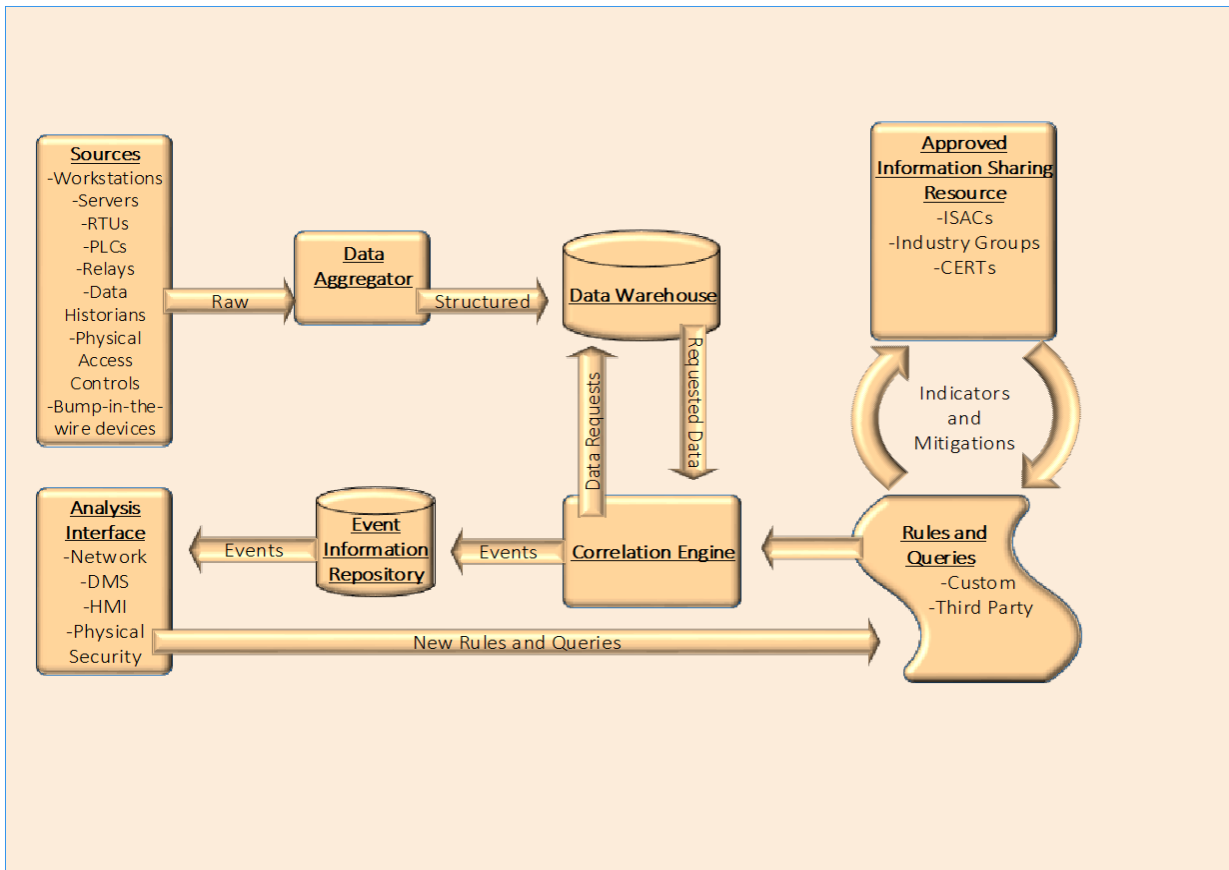 Sources
-Workstations
-Servers
-RTUs
-PLCs
-Relays
-Data
Historians
-Physical
Access
Controls
-Bump-in-the-
wire devices
Raw
Data
Aggregator
Structured
Data Warehouse
Data Requests
Requested Data
Approved
Information Sharing
Resource
-ISACs
-Industry Groups
-CERTs
Indicators
and
Mitigations
Analysis
Interface
-Network
-DMS
-HMI
-Physical
Security
Events
Event
Information
Repository
Events
Correlation Engine
Rules and
Queries
-Custom
-Third Party
New Rules and Queries